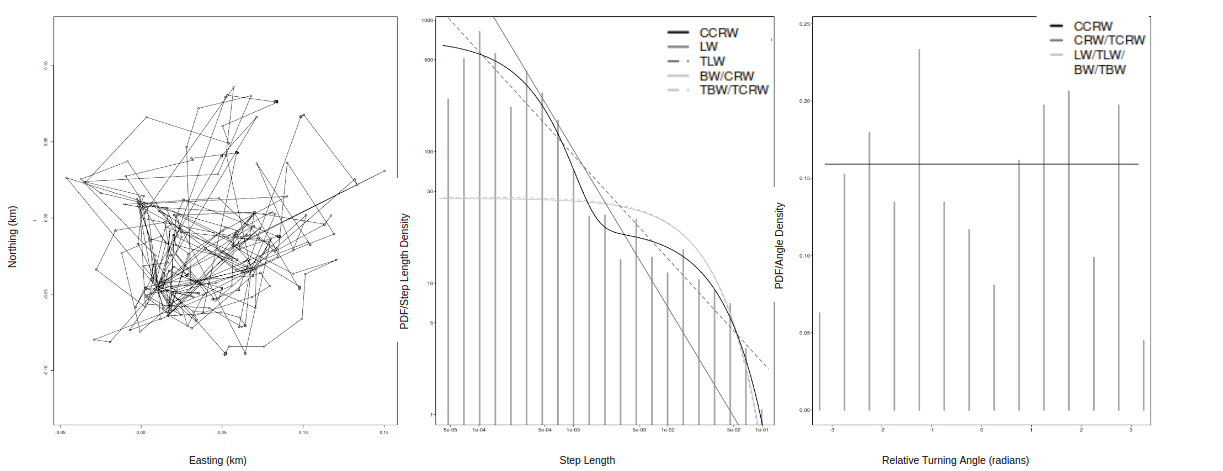 Northing (km)
0.10
0.05
0.00
-0.05
-0.10
-0.05
0.00
0.05
0.10
0.15
Easting (km)
PDF/Step Length Density
1000
500
100
50
10
5
1
CCRW
LW
TLW
BW/CRW
TBW/TCRW
5e-05
1e-04
5e-04
1e-03
5e-03
1e-02
5e-02
1e-01
Step Length
PDF/Angle Density
0.25
0.20
0.15
0.10
0.05
0.00
CCRW
CRW/TCRW
LW/TLW/
BW/TBW
-3
-2
-1
0
1
2
3
Relative Turning Angle (radians)